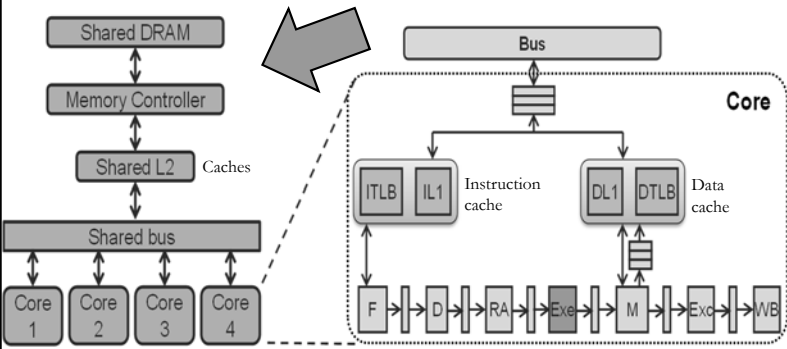 Shared DRAM
Memory Controller
Shared L2
Caches
Shared bus
Core
1
Core
2
Core
3
Core
4
Bus
Core
ITLB
IL1
Instruction
cache
DL1
DTLB
Data
cache
F
D
RA
Exe
M
Exc
WB